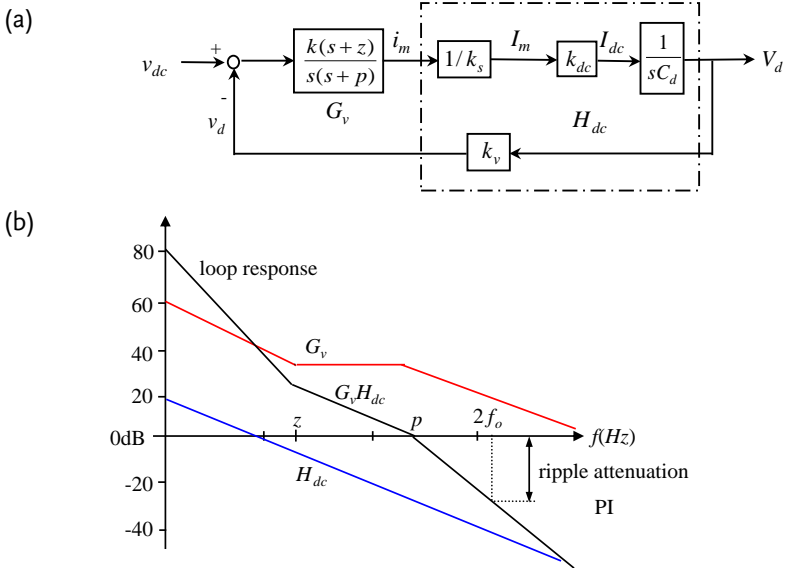 (a)
v_dc
+
-
v_d
k(s+z)
s(s+p)
G_v
i_m
1/k_s
I_m
k_dc
I_dc
1
sC_d
V_d
H_dc
k_v
(b)
80
loop response
60
G_v
40
G_vH_dc
20
z
p
2f_o
0dB
f(Hz)
H_dc
ripple attenuation
-20
PI
-40